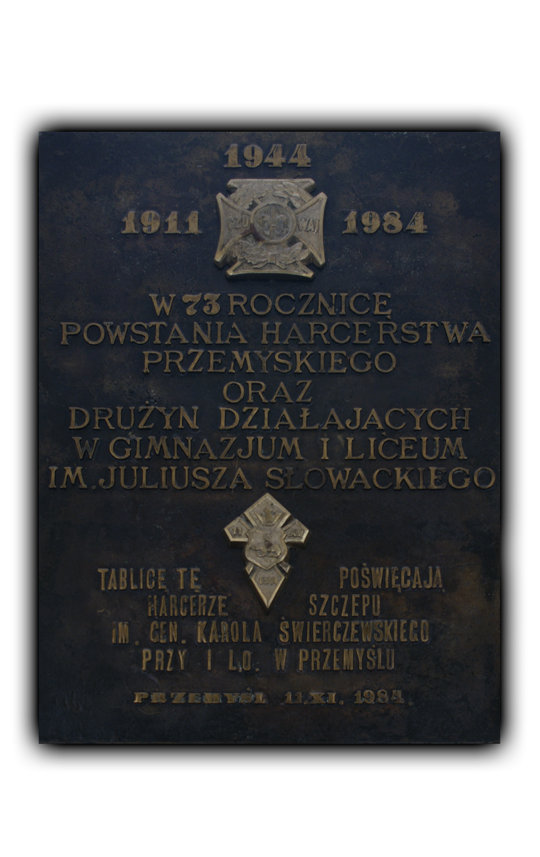 1944
1911 1984
W 73 ROCZNICĘ
POWSTANIA HARCERSTWA
PRZEMYSKIEGO
ORAZ
DRUŻYN DZIAŁAJACYCH
W GIMNAZJUM I LICEUM
IM. JULIUSZA SŁOWACKIEGO
TABLICĘ TĘ POŚWIĘCAJĄ
HARCERZE SZCZEPU
IM. GEN. KAROLA ŚWIERCZEWSKIEGO
PRZY I L.O. W PRZEMYŚLU
PRZEMYŚL 11.XI. 1984